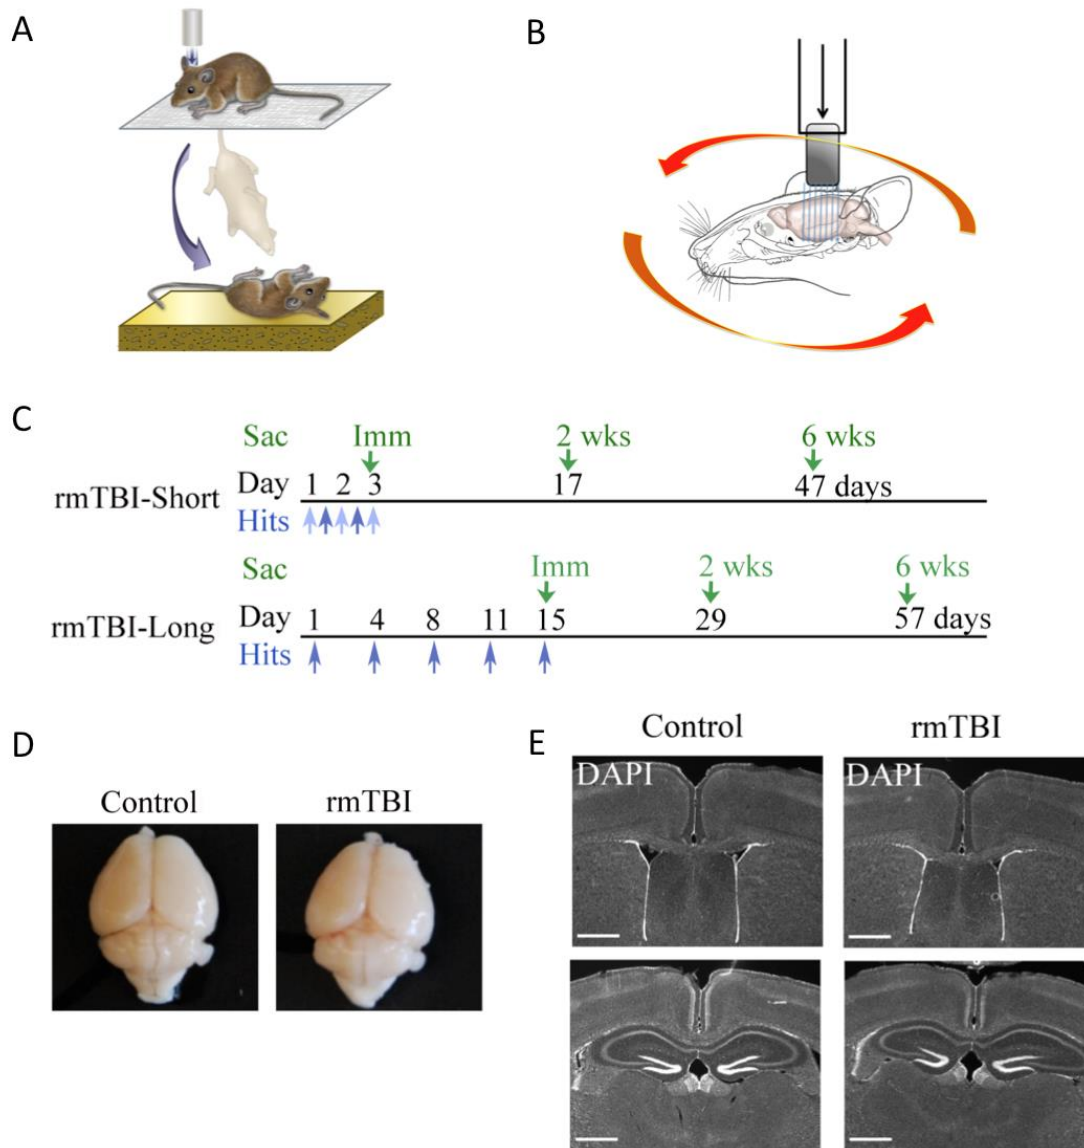 A
B
C
Sac Imm 2 wks 6 wks
rmTBI-Short Day 1 2 3 17 47 days
Hits
Sac Imm 2 wks 6 wks
rmTBI-Long Day 1 4 8 11 15 29 57 days
Hits
D
Control rmTBI
E
Control rmTBI
DAPI DAPI